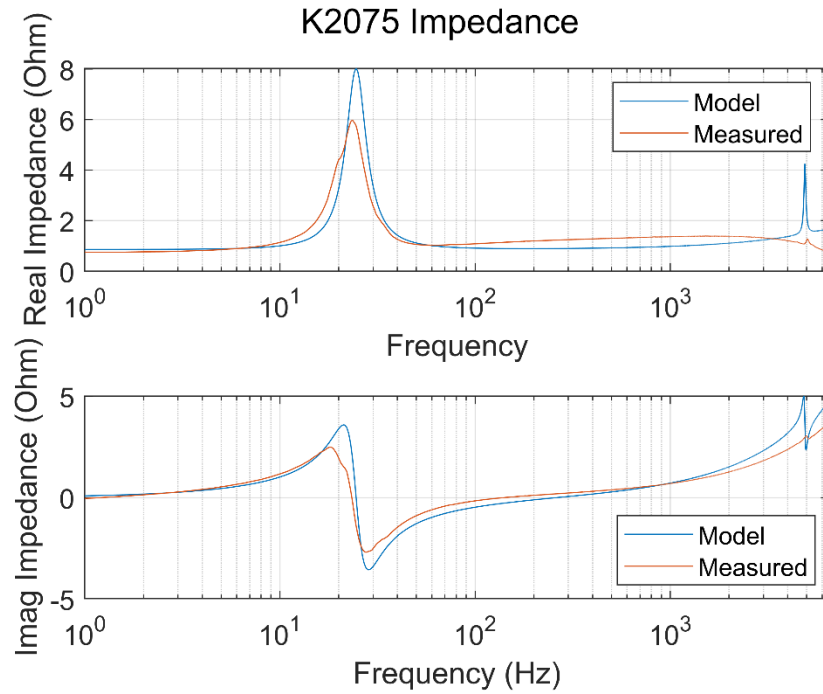 K2075 Impedance
Real Impedance (Ohm)
8
6
4
2
0
Model
Measured
10^0
10^1
10^2
10^3
Frequency
Imag Impedance (Ohm)
5
0
-5
Model
Measured
10^0
10^1
10^2
10^3
Frequency (Hz)